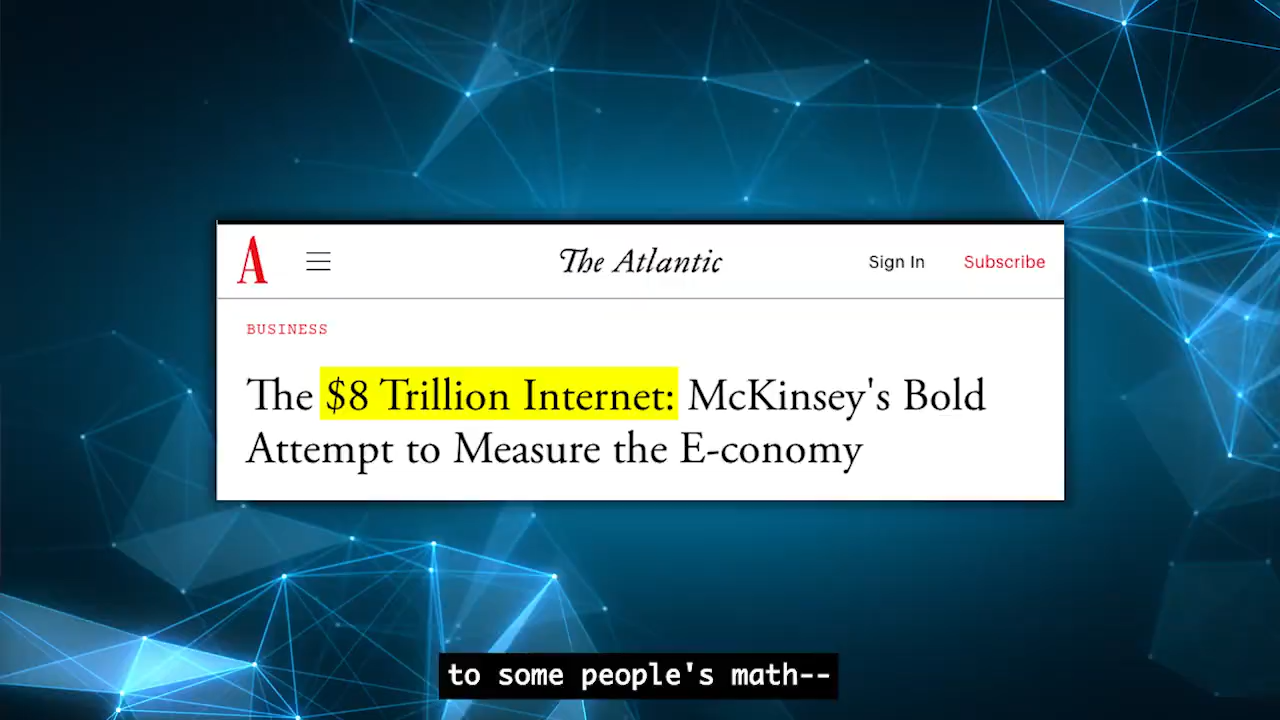 A
The Atlantic
Sign In
Subscribe
BUSINESS
The $8 Trillion Internet: McKinsey's Bold
Attempt to Measure the E-conomy
to some people's math--